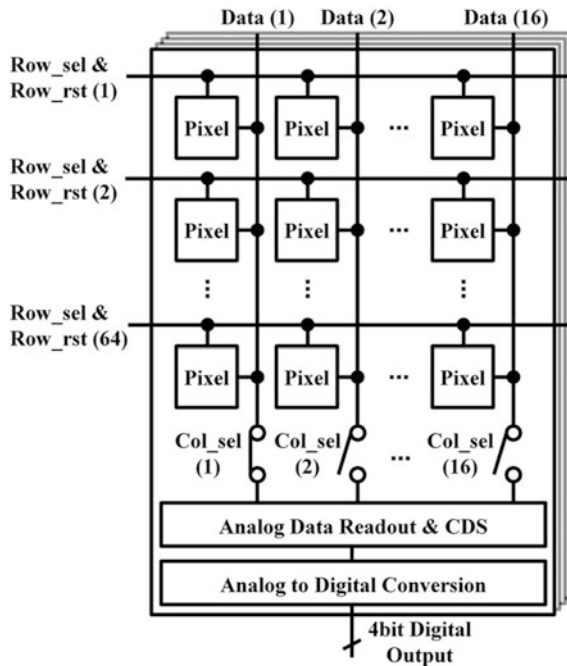 Data (1) Data (2) Data (16)
Row_sel &
Row_rst (1)
Pixel Pixel ... Pixel
Row_sel &
Row_rst (2)
Pixel Pixel ... Pixel
... ... ...
Row_sel &
Row_rst (64)
Pixel Pixel ... Pixel
Col_sel Col_sel Col_sel
(1) (2) ... (16)
Analog Data Readout & CDS
Analog to Digital Conversion
4bit Digital
Output